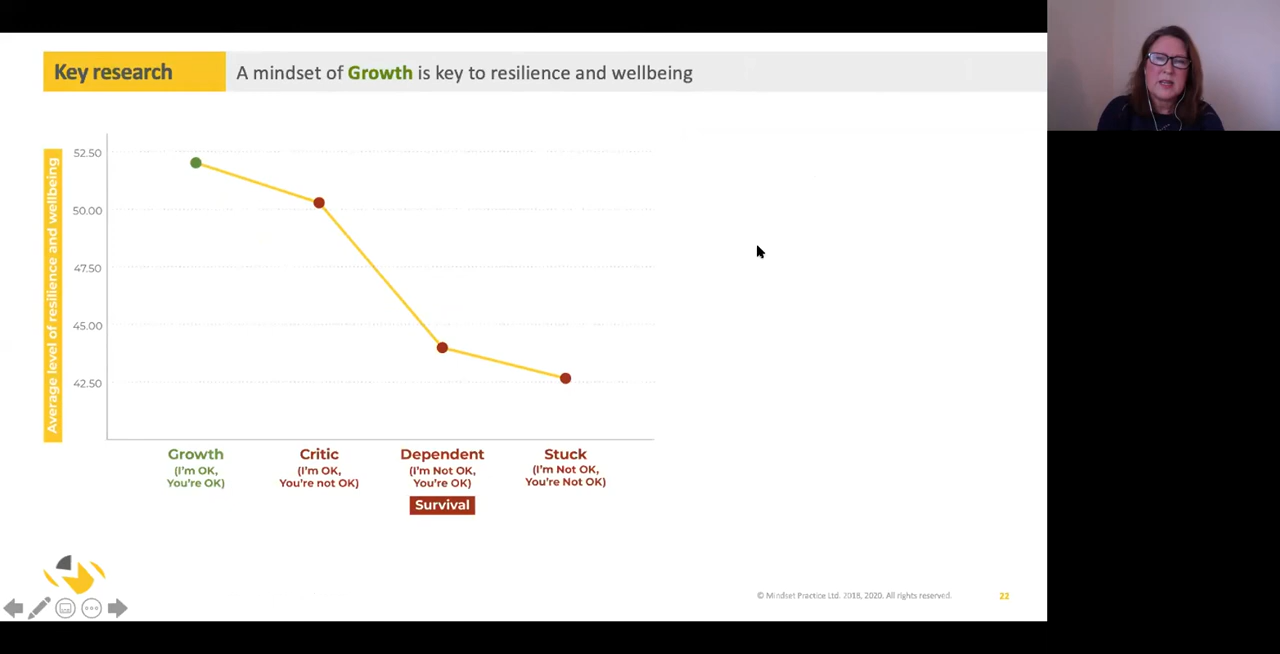 Key research
A mindset of Growth is key to resilience and wellbeing
Average level of resilience and wellbeing
52.50
50.00
47.50
45.00
42.50
Growth
(I'm OK,
You're OK)
Critic
(I'm OK,
You're not OK)
Dependent
(I'm Not OK,
You're OK)
Survival
Stuck
(I'm Not OK,
You're Not OK)
© Mindset Practice Ltd. 2018, 2020. All rights reserved.
22